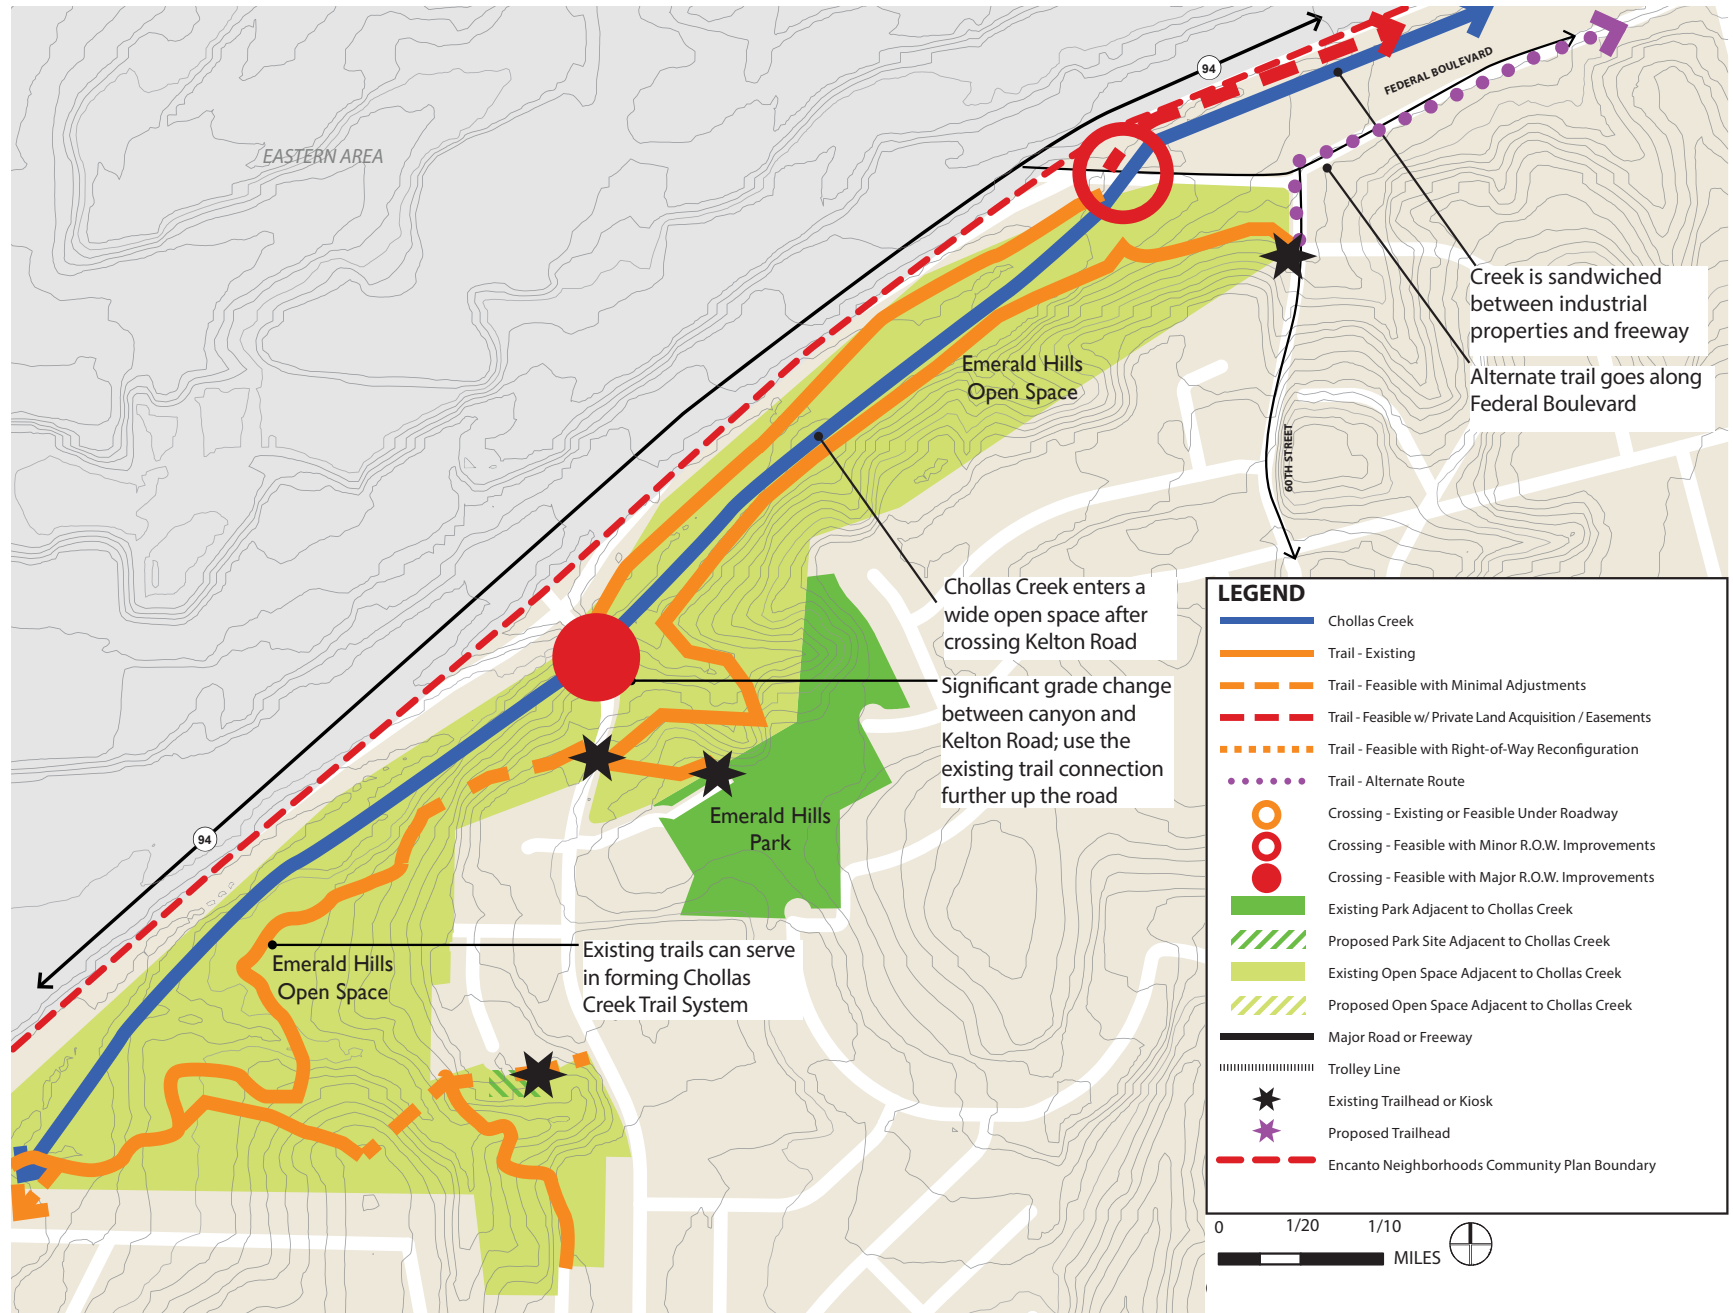 94
FEDERAL BOULEVARD
EASTERN AREA
Creek is sandwiched
between industrial
properties and freeway
Alternate trail goes along
Federal Boulevard
Emerald Hills
Open Space
60TH STREET
Chollas Creek enters a
wide open space after
crossing Kelton Road
Significant grade change
between canyon and
Kelton Road; use the
existing trail connection
further up the road
Emerald Hills
Park
94
Existing trails can serve
in forming Chollas
Creek Trail System
Emerald Hills
Open Space
LEGEND
Chollas Creek
Trail - Existing
Trail - Feasible with Minimal Adjustments
Trail - Feasible w/ Private Land Acquisition / Easements
Trail - Feasible with Right-of-Way Reconfiguration
Trail - Alternate Route
Crossing - Existing or Feasible Under Roadway
Crossing - Feasible with Minor R.O.W. Improvements
Crossing - Feasible with Major R.O.W. Improvements
Existing Park Adjacent to Chollas Creek
Proposed Park Site Adjacent to Chollas Creek
Existing Open Space Adjacent to Chollas Creek
Proposed Open Space Adjacent to Chollas Creek
Major Road or Freeway
Trolley Line
Existing Trailhead or Kiosk
Proposed Trailhead
Encanto Neighborhoods Community Plan Boundary
0 1/20 1/10
MILES